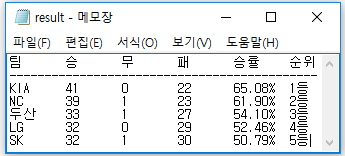 result - 메모장
파일(F) 편집(E) 서식(O) 보기(V) 도움말(H)
팀 승 무 패 승률 순위
--------------------------------------------------
KIA 41 0 22 65.08% 1등
NC 39 1 23 61.90% 2등
두산 33 1 27 54.10% 3등
LG 32 0 29 52.46% 4등
SK 32 1 30 50.79% 5등